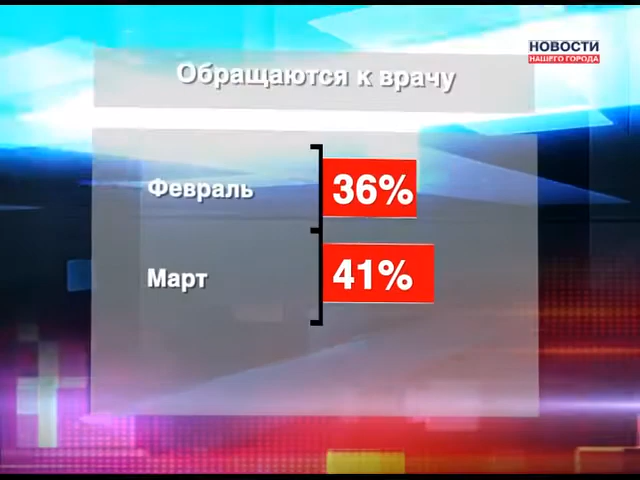 НОВОСТИ
НАШЕГО ГОРОДА
Обращаются к врачу
Февраль 36%
Март 41%